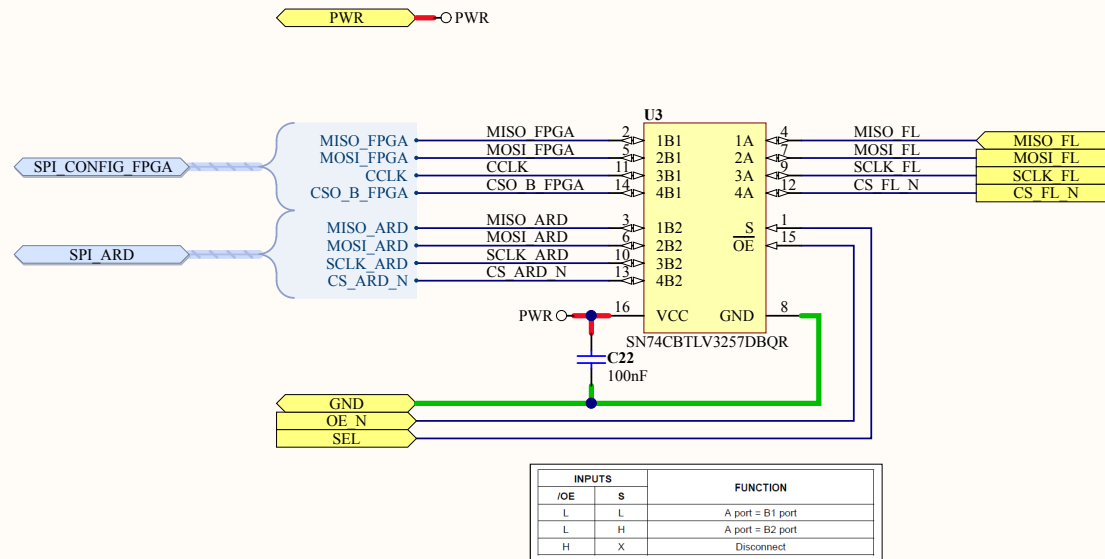 PWR PWR
U3
MISO_FPGA MISO_FPGA 2 1B1 1A 4 MISO_FL MISO_FL
MOSI_FPGA MOSI_FPGA 5 2B1 2A 7 MOSI_FL MOSI_FL
SPI_CONFIG_FPGA CCLK CCLK 11 3B1 3A 9 SCLK_FL SCLK_FL
CSO_B_FPGA CSO_B_FPGA 14 4B1 4A 12 CS_FL_N CS_FL_N
MISO_ARD MISO_ARD 3 1B2 S 1
MOSI_ARD MOSI_ARD 6 2B2 OE 15
SPI_ARD
SCLK_ARD SCLK_ARD 10 3B2
CS_ARD_N CS_ARD_N 13 4B2
PWR 16 VCC GND 8
SN74CBTLV3257DBQR
C22
100nF
GND
OE_N
SEL
INPUTS FUNCTION
/OE S
L L A port = B1 port
L H A port = B2 port
H X Disconnect